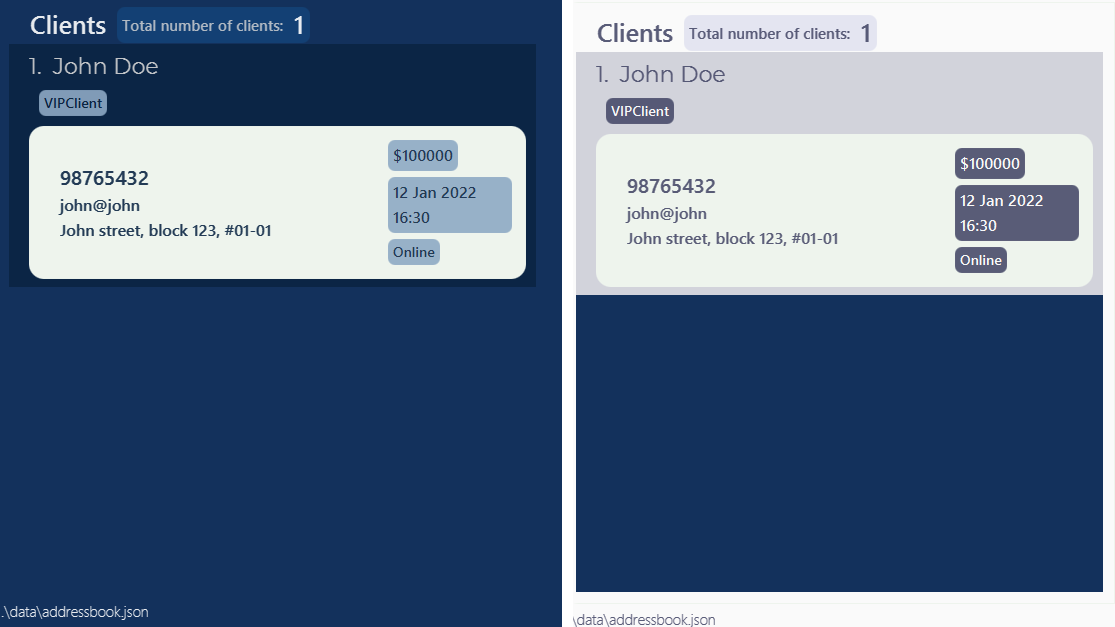 Clients Total number of clients: 1
1. John Doe
VIPClient
98765432
john@john
John street, block 123, #01-01
$100000
12 Jan 2022
16:30
Online
.\data\addressbook.json
Clients Total number of clients: 1
1. John Doe
VIPClient
98765432
john@john
John street, block 123, #01-01
$100000
12 Jan 2022
16:30
Online
\data\addressbook.json